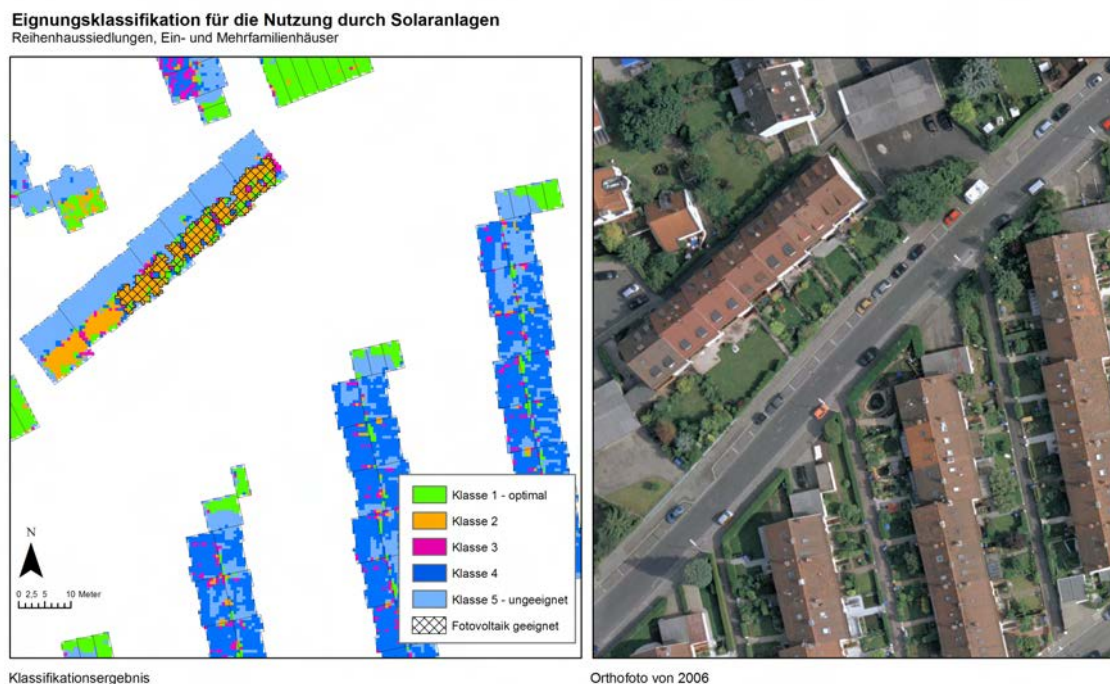 Eignungsklassifikation für die Nutzung durch Solaranlagen
Reihenhaussiedlungen, Ein- und Mehrfamilienhäuser
Klasse 1 - optimal
Klasse 2
Klasse 3
Klasse 4
Klasse 5 - ungeeignet
Fotovoltaik geeignet
N
0 2,5 5 10 Meter
Klassifikationsergebnis
Orthofoto von 2006